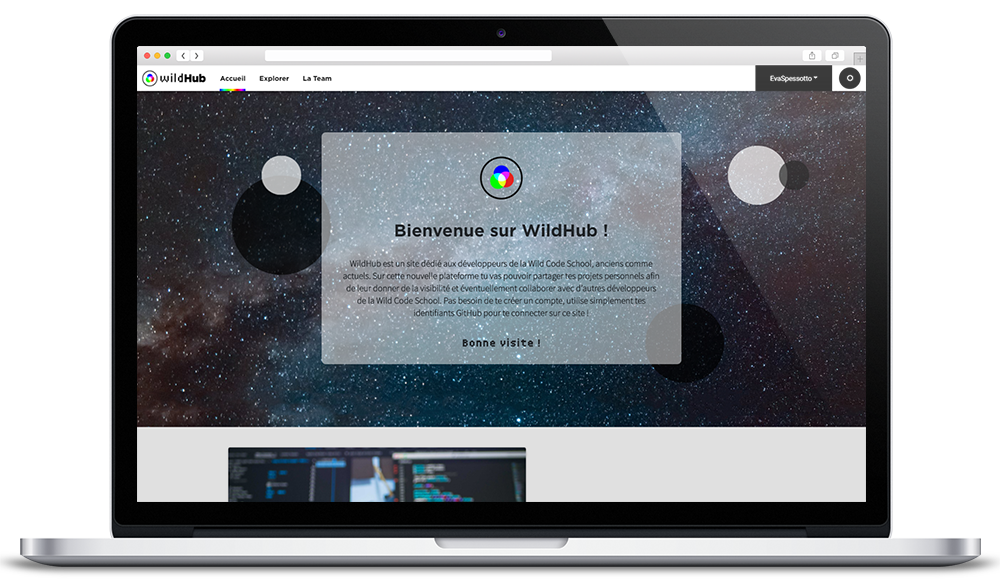 wildHub Accueil Explorer La Team EvaSpessotto
Bienvenue sur WildHub !
WildHub est un site dédié aux développeurs de la Wild Code School, anciens comme
actuels. Sur cette nouvelle plateforme tu vas pouvoir partager tes projets personnels afin
de leur donner de la visibilité et éventuellement collaborer avec d'autres développeurs
de la Wild Code School. Pas besoin de te créer un compte, utilise simplement tes
identifiants GitHub pour te connecter sur ce site !
Bonne visite !